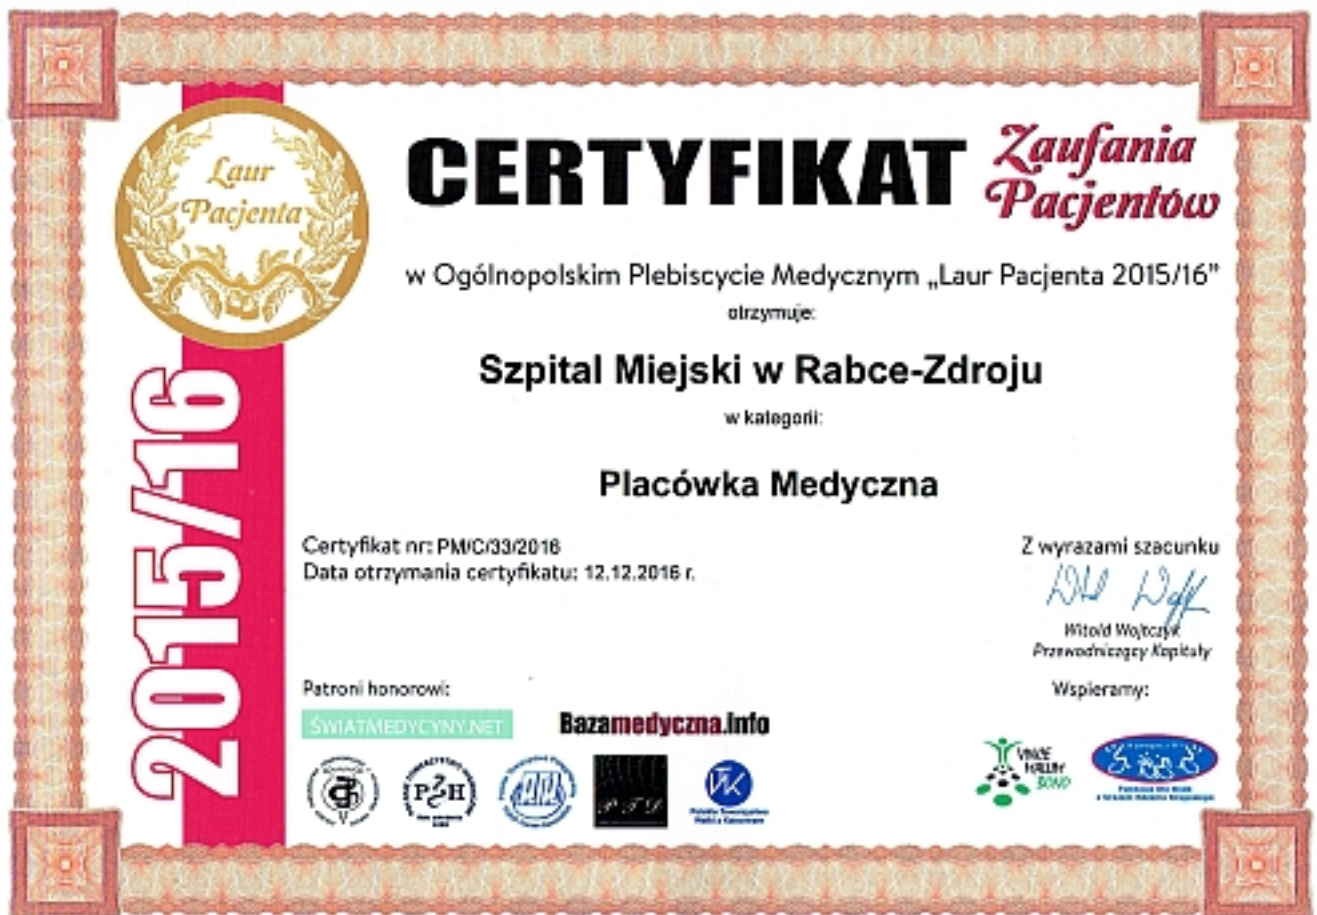 Laur
Pacjenta
CERTYFIKAT
Zaufania
Pacjentów
w Ogólnopolskim Plebiscycie Medycznym „Laur Pacjenta 2015/16”
otrzymuje:
Szpital Miejski w Rabce-Zdroju
w kategorii:
Placówka Medyczna
2015/16
Certyfikat nr: PM/C/33/2016
Data otrzymania certyfikatu: 12.12.2016 r.
Z wyrazami szacunku
Witold Wojtczyk
Przewodniczący Kapituły
Patroni honorowi:
Wspieramy:
ŚWIATMEDYCYNY.NET
Bazamedyczna.info
PTD